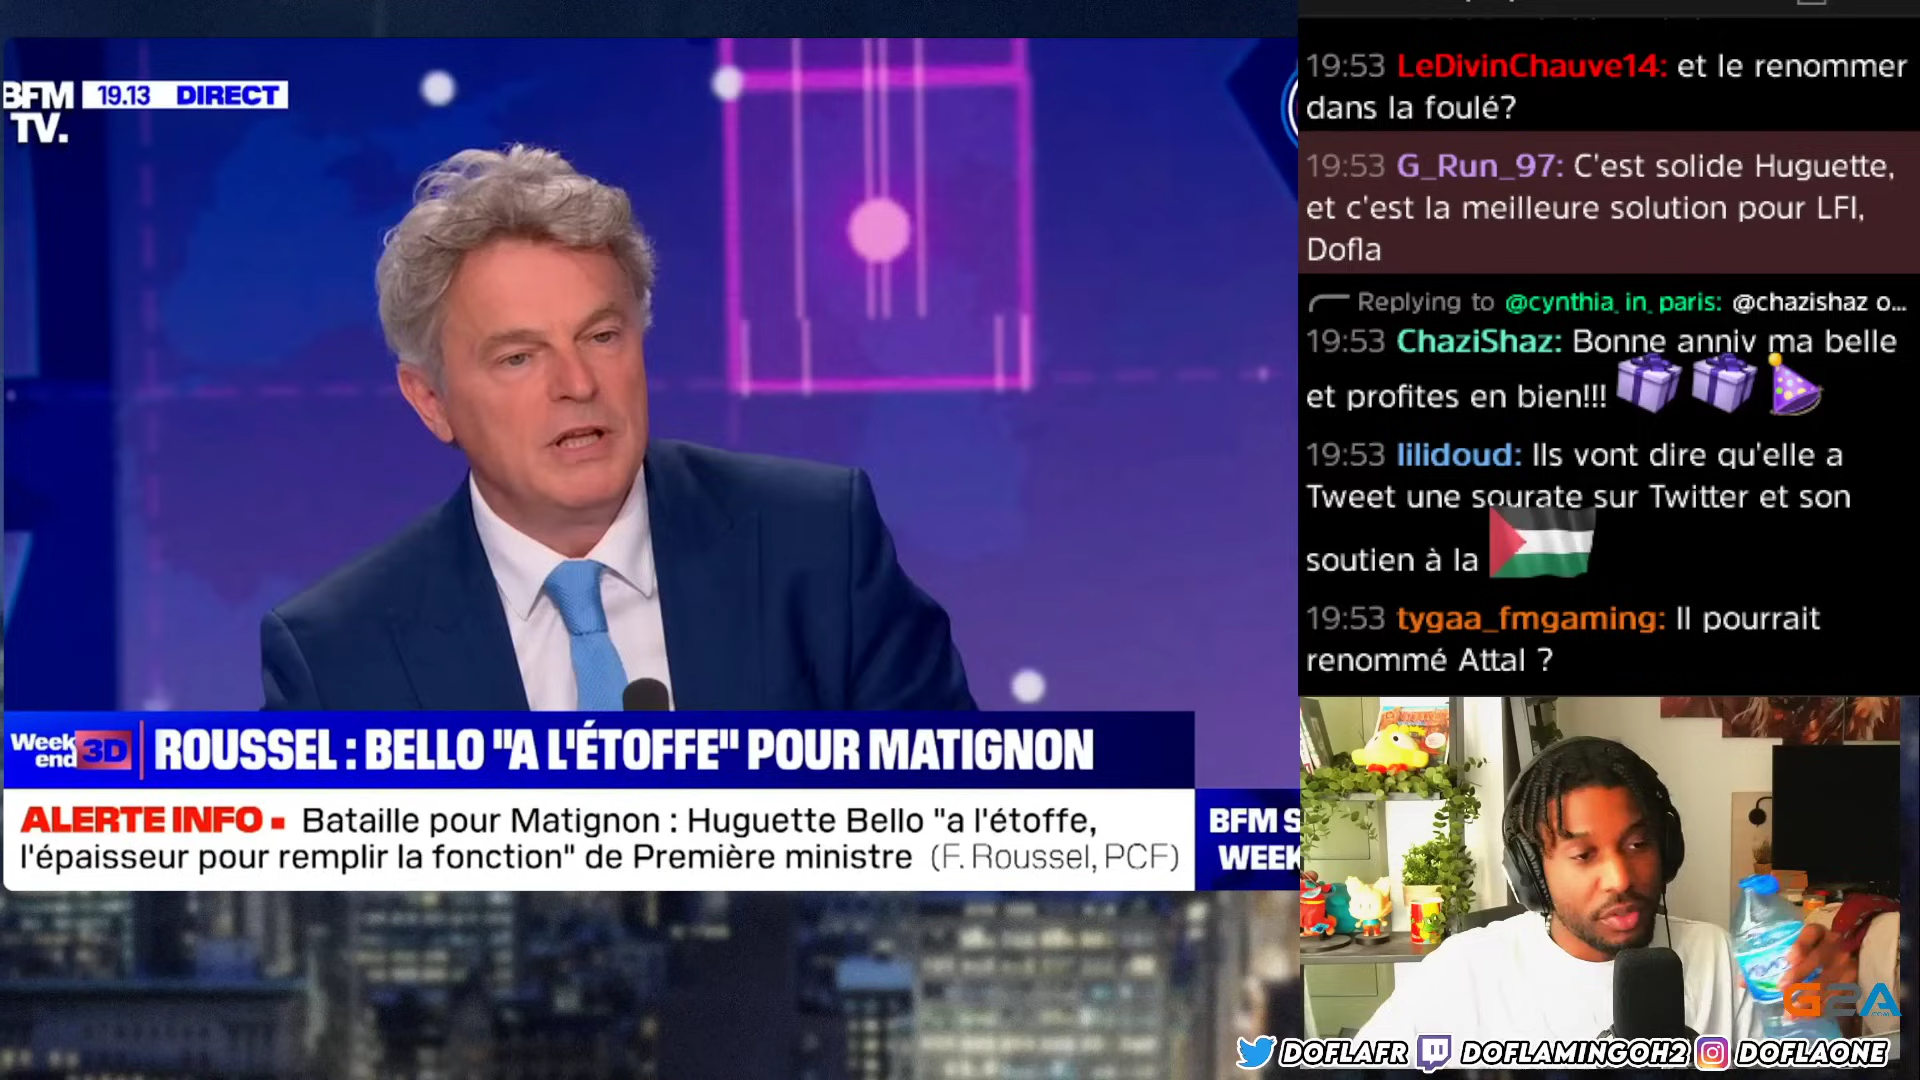 BFM
TV.
19.13 DIRECT
Week
end 3D
ROUSSEL : BELLO "A L'ÉTOFFE" POUR MATIGNON
ALERTE INFO ▪ Bataille pour Matignon : Huguette Bello "a l'étoffe,
l'épaisseur pour remplir la fonction" de Première ministre (F. Roussel, PCF)
BFM S
WEEK
19:53 LeDivinChauve14: et le renommer
dans la foulé?
19:53 G_Run_97: C'est solide Huguette,
et c'est la meilleure solution pour LFI,
Dofla
Replying to @cynthia_in_paris: @chazishaz o...
19:53 ChaziShaz: Bonne anniv ma belle
et profites en bien!!!
19:53 lilidoud: Ils vont dire qu'elle a
Tweet une sourate sur Twitter et son
soutien à la
19:53 tygaa_fmgaming: Il pourrait
renommé Attal ?
G2A
.COM
DOFLAFR DOFLAMINGOH2 DOFLAONE